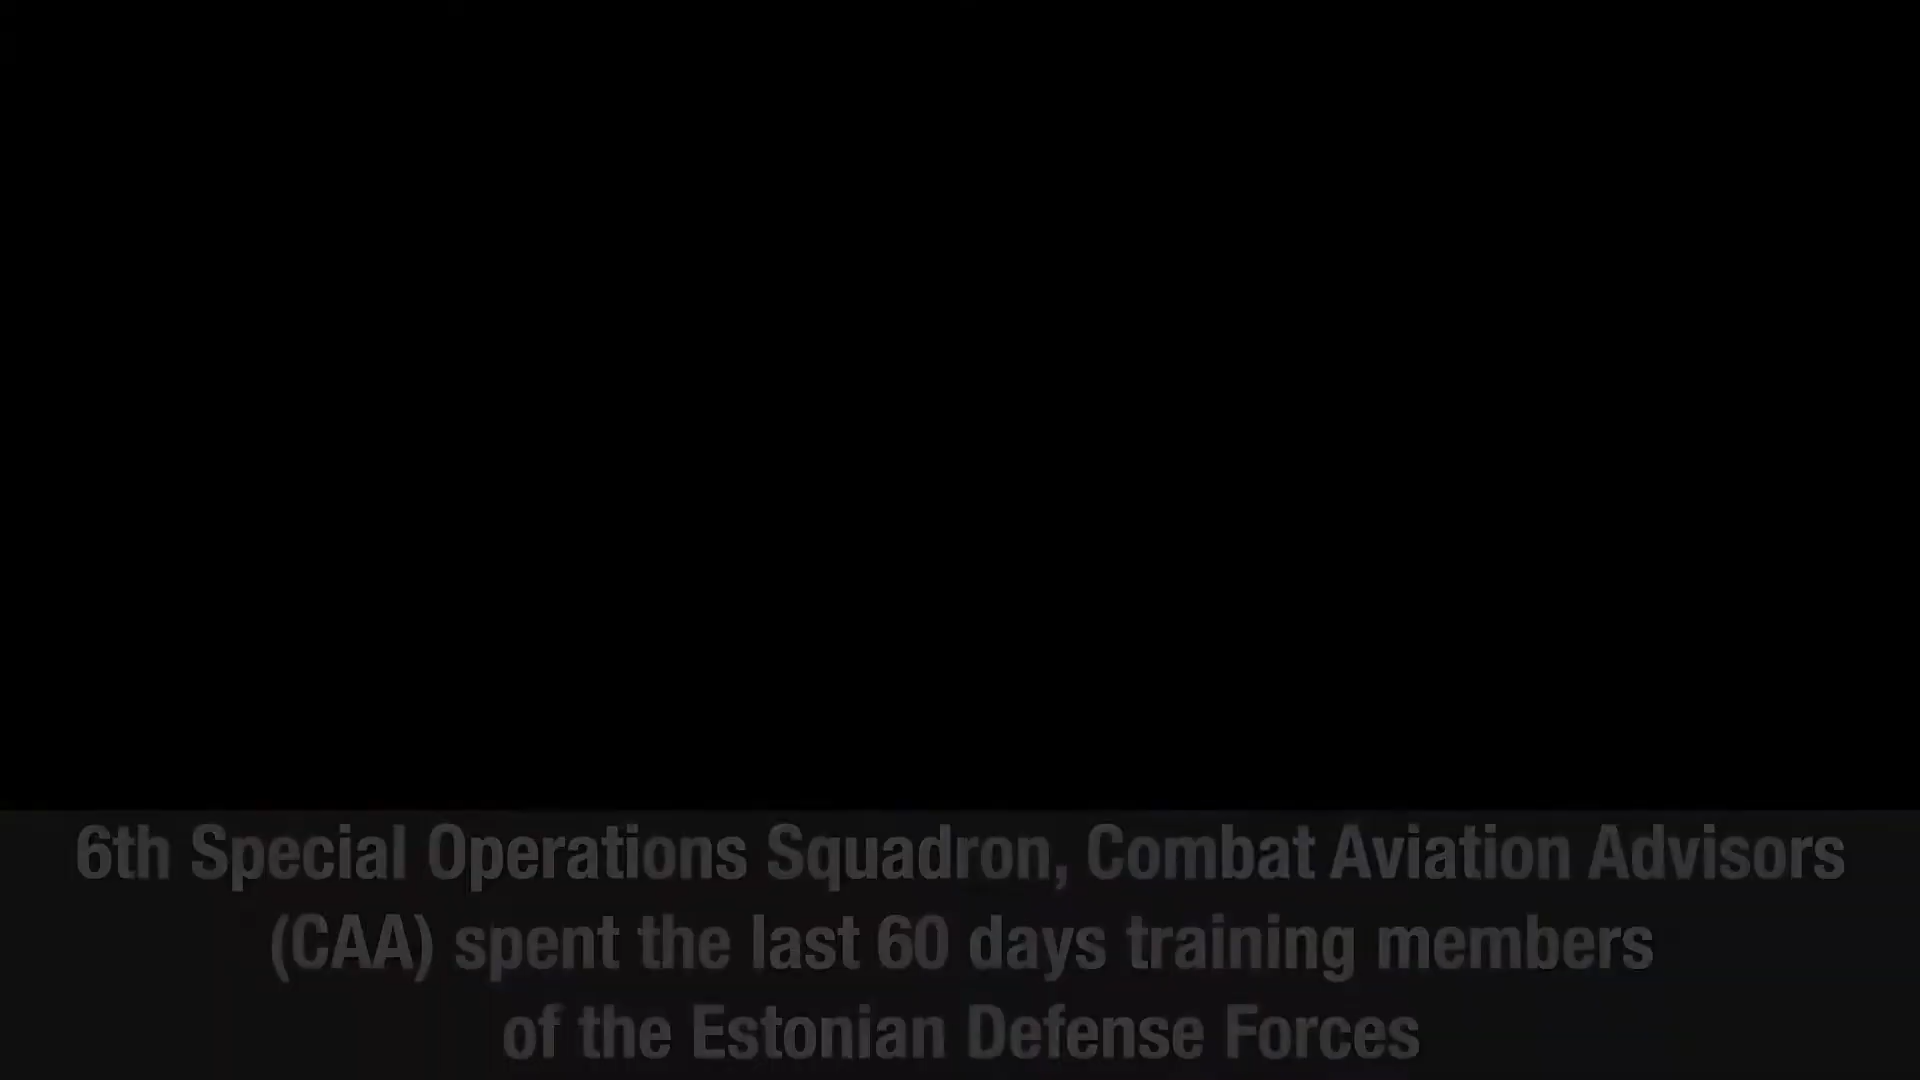 6th Special Operations Squadron, Combat Aviation Advisors
(CAA) spent the last 60 days training members
of the Estonian Defense Forces